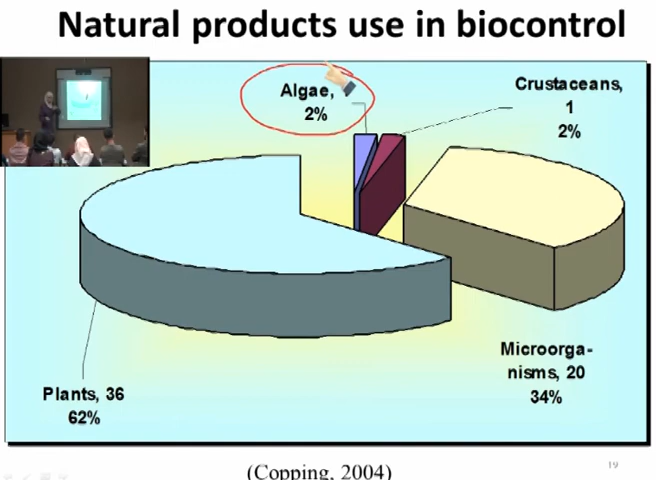 Natural products use in biocontrol
Algae,
2%
Crustaceans,
1
2%
Microorga-
nisms, 20
34%
Plants, 36
62%
(Copping, 2004)
19